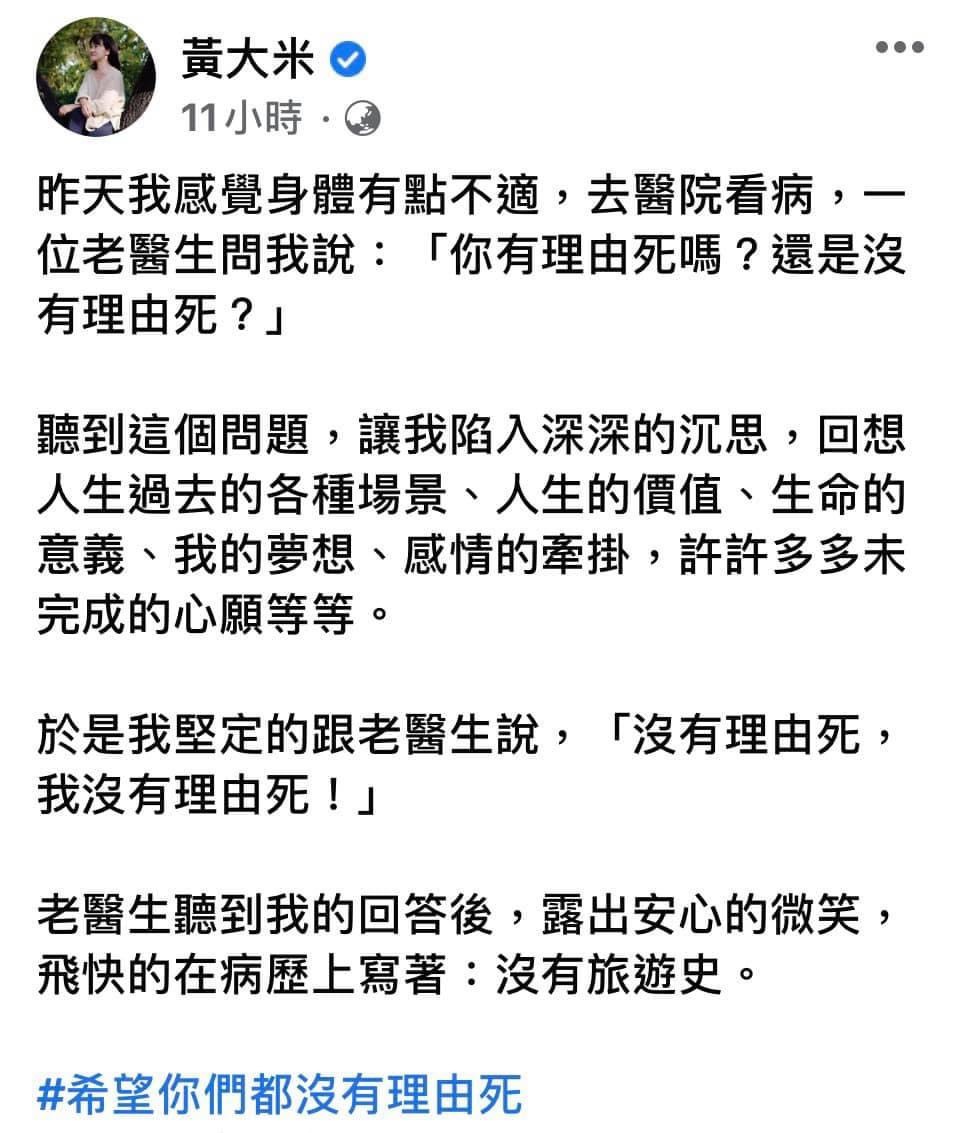 黃大米
11小時 ·
昨天我感覺身體有點不適，去醫院看病，一
位老醫生問我說：「你有理由死嗎？還是沒
有理由死？」
聽到這個問題，讓我陷入深深的沉思，回想
人生過去的各種場景、人生的價值、生命的
意義、我的夢想、感情的牽掛，許許多多未
完成的心願等等。
於是我堅定的跟老醫生說，「沒有理由死，
我沒有理由死！」
老醫生聽到我的回答後，露出安心的微笑，
飛快的在病歷上寫著：沒有旅遊史。
#希望你們都沒有理由死